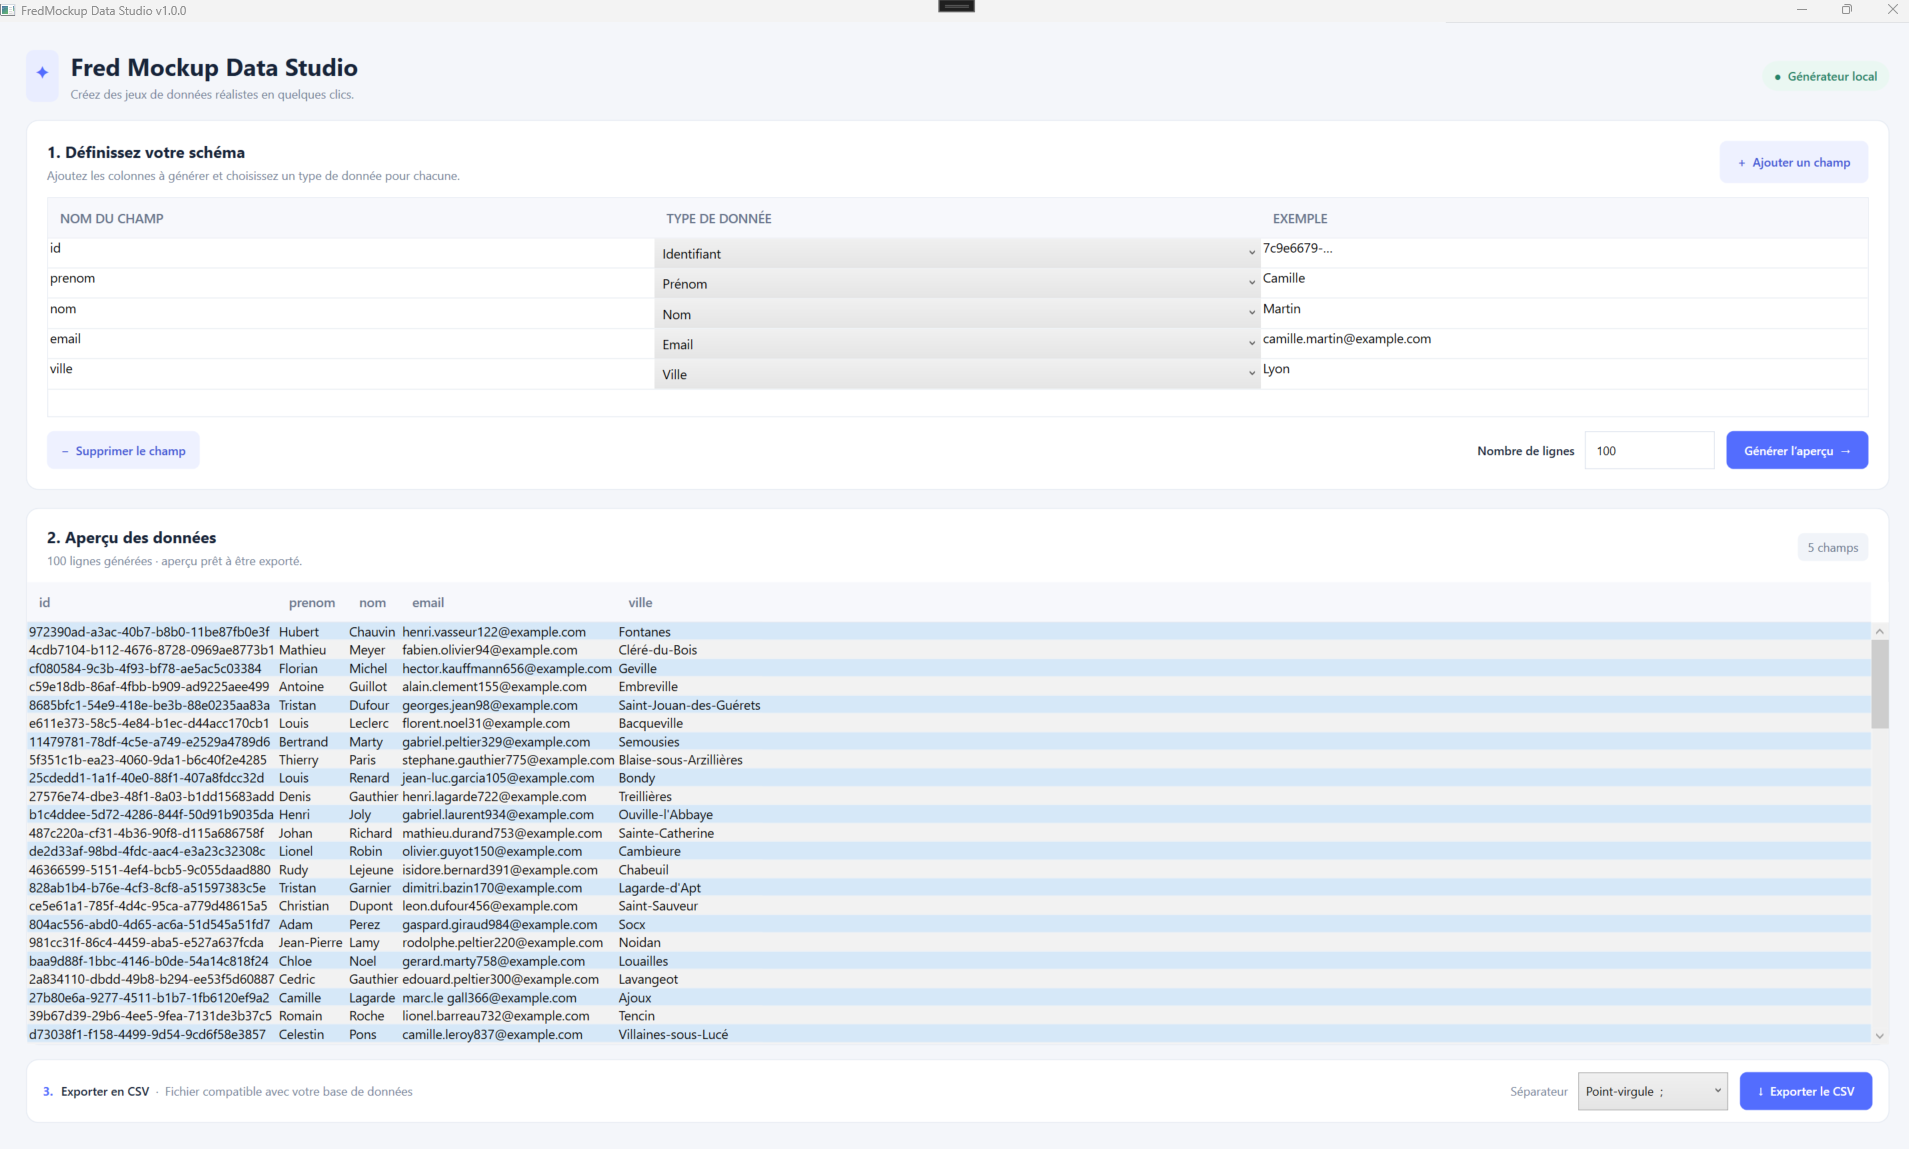 FredMockup Data Studio v1.0.0
✦ Fred Mockup Data Studio
Créez des jeux de données réalistes en quelques clics.
● Générateur local
1. Définissez votre schéma
Ajoutez les colonnes à générer et choisissez un type de donnée pour chacune.
+ Ajouter un champ
NOM DU CHAMP TYPE DE DONNÉE EXEMPLE
id Identifiant 7c9e6679-...
prenom Prénom Camille
nom Nom Martin
email Email camille.martin@example.com
ville Ville Lyon
− Supprimer le champ
Nombre de lignes 100 Générer l'aperçu →
2. Aperçu des données
100 lignes générées · aperçu prêt à être exporté.
5 champs
id prenom nom email ville
972390ad-a3ac-40b7-b8b0-11be87fb0e3f Hubert Chauvin henri.vasseur122@example.com Fontanes
4cdb7104-b112-4676-8728-0969ae8773b1 Mathieu Meyer fabien.olivier94@example.com Cléré-du-Bois
cf080584-9c3b-4f93-bf78-ae5ac5c03384 Florian Michel hector.kauffmann656@example.com Geville
c59e18db-86af-4fbb-b909-ad9225aee499 Antoine Guillot alain.clement155@example.com Embreville
8685bfc1-54e9-418e-be3b-88e0235aa83a Tristan Dufour georges.jean98@example.com Saint-Jouan-des-Guérets
e611e373-58c5-4e84-b1ec-d44acc170cb1 Louis Leclerc florent.noel31@example.com Bacqueville
11479781-78df-4c5e-a749-e2529a4789d6 Bertrand Marty gabriel.peltier329@example.com Semousies
5f351c1b-ea23-4060-9da1-b6c40f2e4285 Thierry Paris stephane.gauthier775@example.com Blaise-sous-Arzillières
25cdedd1-1a1f-40e0-88f1-407a8fdcc32d Louis Renard jean-luc.garcia105@example.com Bondy
27576e74-dbe3-48f1-8a03-b1dd15683add Denis Gauthier henri.lagarde722@example.com Treillières
b1c4ddee-5d72-4286-844f-50d91b9035da Henri Joly gabriel.laurent934@example.com Ouville-l'Abbaye
487c220a-cf31-4b36-90f8-d115a686758f Johan Richard mathieu.durand753@example.com Sainte-Catherine
de2d33af-98bd-4fdc-aac4-e3a23c32308c Lionel Robin olivier.guyot150@example.com Cambieure
46366599-5151-4ef4-bcb5-9c055daad880 Rudy Lejeune isidore.bernard391@example.com Chabeuil
828ab1b4-b76e-4cf3-8cf8-a51597383c5e Tristan Garnier dimitri.bazin170@example.com Lagarde-d'Apt
ce5e61a1-785f-4d4c-95ca-a779d48615a5 Christian Dupont leon.dufour456@example.com Saint-Sauveur
804ac556-abd0-4d65-ac6a-51d545a51fd7 Adam Perez gaspard.giraud984@example.com Socx
981cc31f-86c4-4459-aba5-e527a637fcda Jean-Pierre Lamy rodolphe.peltier220@example.com Noidan
baa9d88f-1bbc-4146-b0de-54a14c818f24 Chloe Noel gerard.marty758@example.com Louailles
2a834110-dbdd-49b8-b294-ee53f5d60887 Cedric Gauthier edouard.peltier300@example.com Lavangeot
27b80e6a-9277-4511-b1b7-1fb6120ef9a2 Camille Lagarde marc.le gall366@example.com Ajoux
39b67d39-29b6-4ee5-9fea-7131de3b37c5 Romain Roche lionel.barreau732@example.com Tencin
d73038f1-f158-4499-9d54-9cd6f58e3857 Celestin Pons camille.leroy837@example.com Villaines-sous-Lucé
3. Exporter en CSV · Fichier compatible avec votre base de données
Séparateur Point-virgule ; ↓ Exporter le CSV